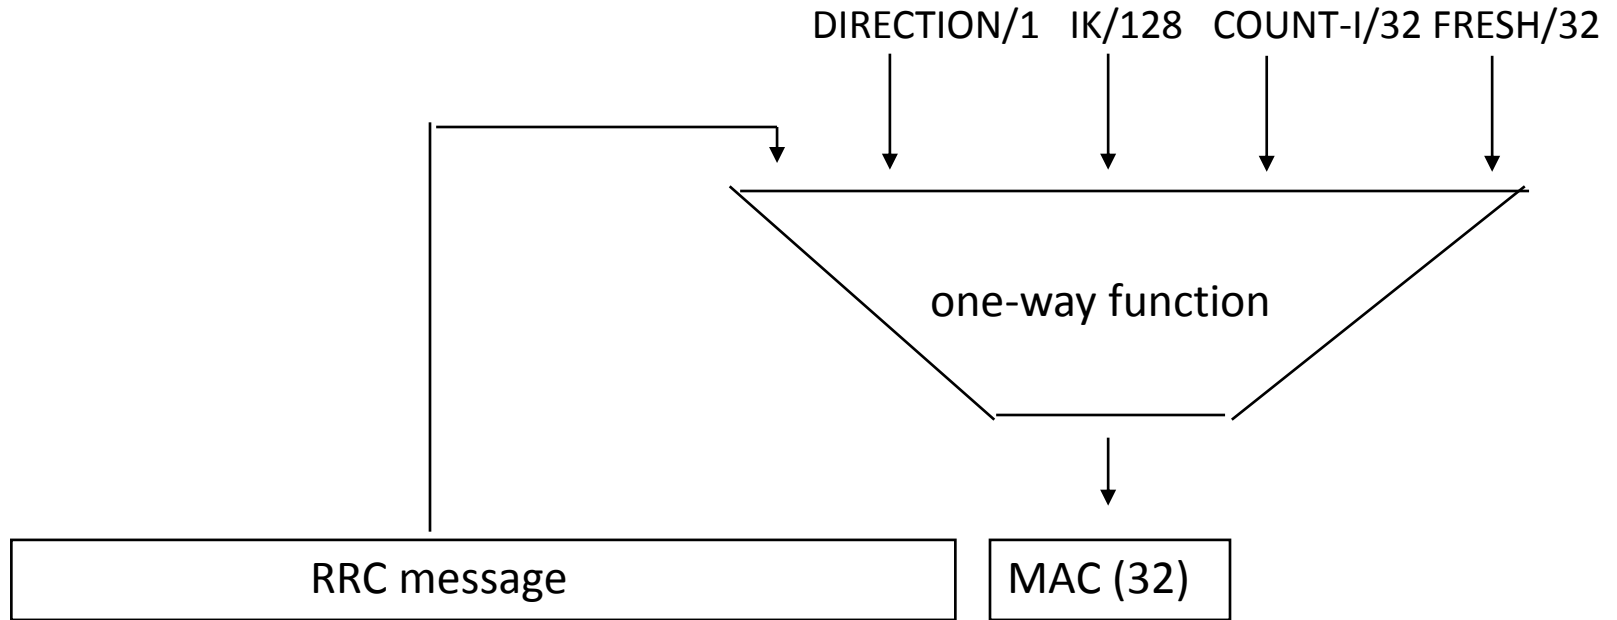 DIRECTION/1 IK/128 COUNT-I/32 FRESH/32
one-way function
RRC message MAC (32)